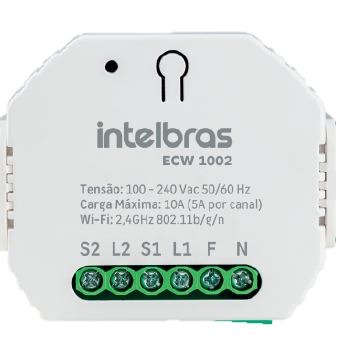 intelbras
ECW 1002
Tensão: 100 - 240 Vac 50/60 Hz
Carga Máxima: 10A (5A por canal)
Wi-Fi: 2,4GHz 802.11b/g/n
S2 L2 S1 L1 F N